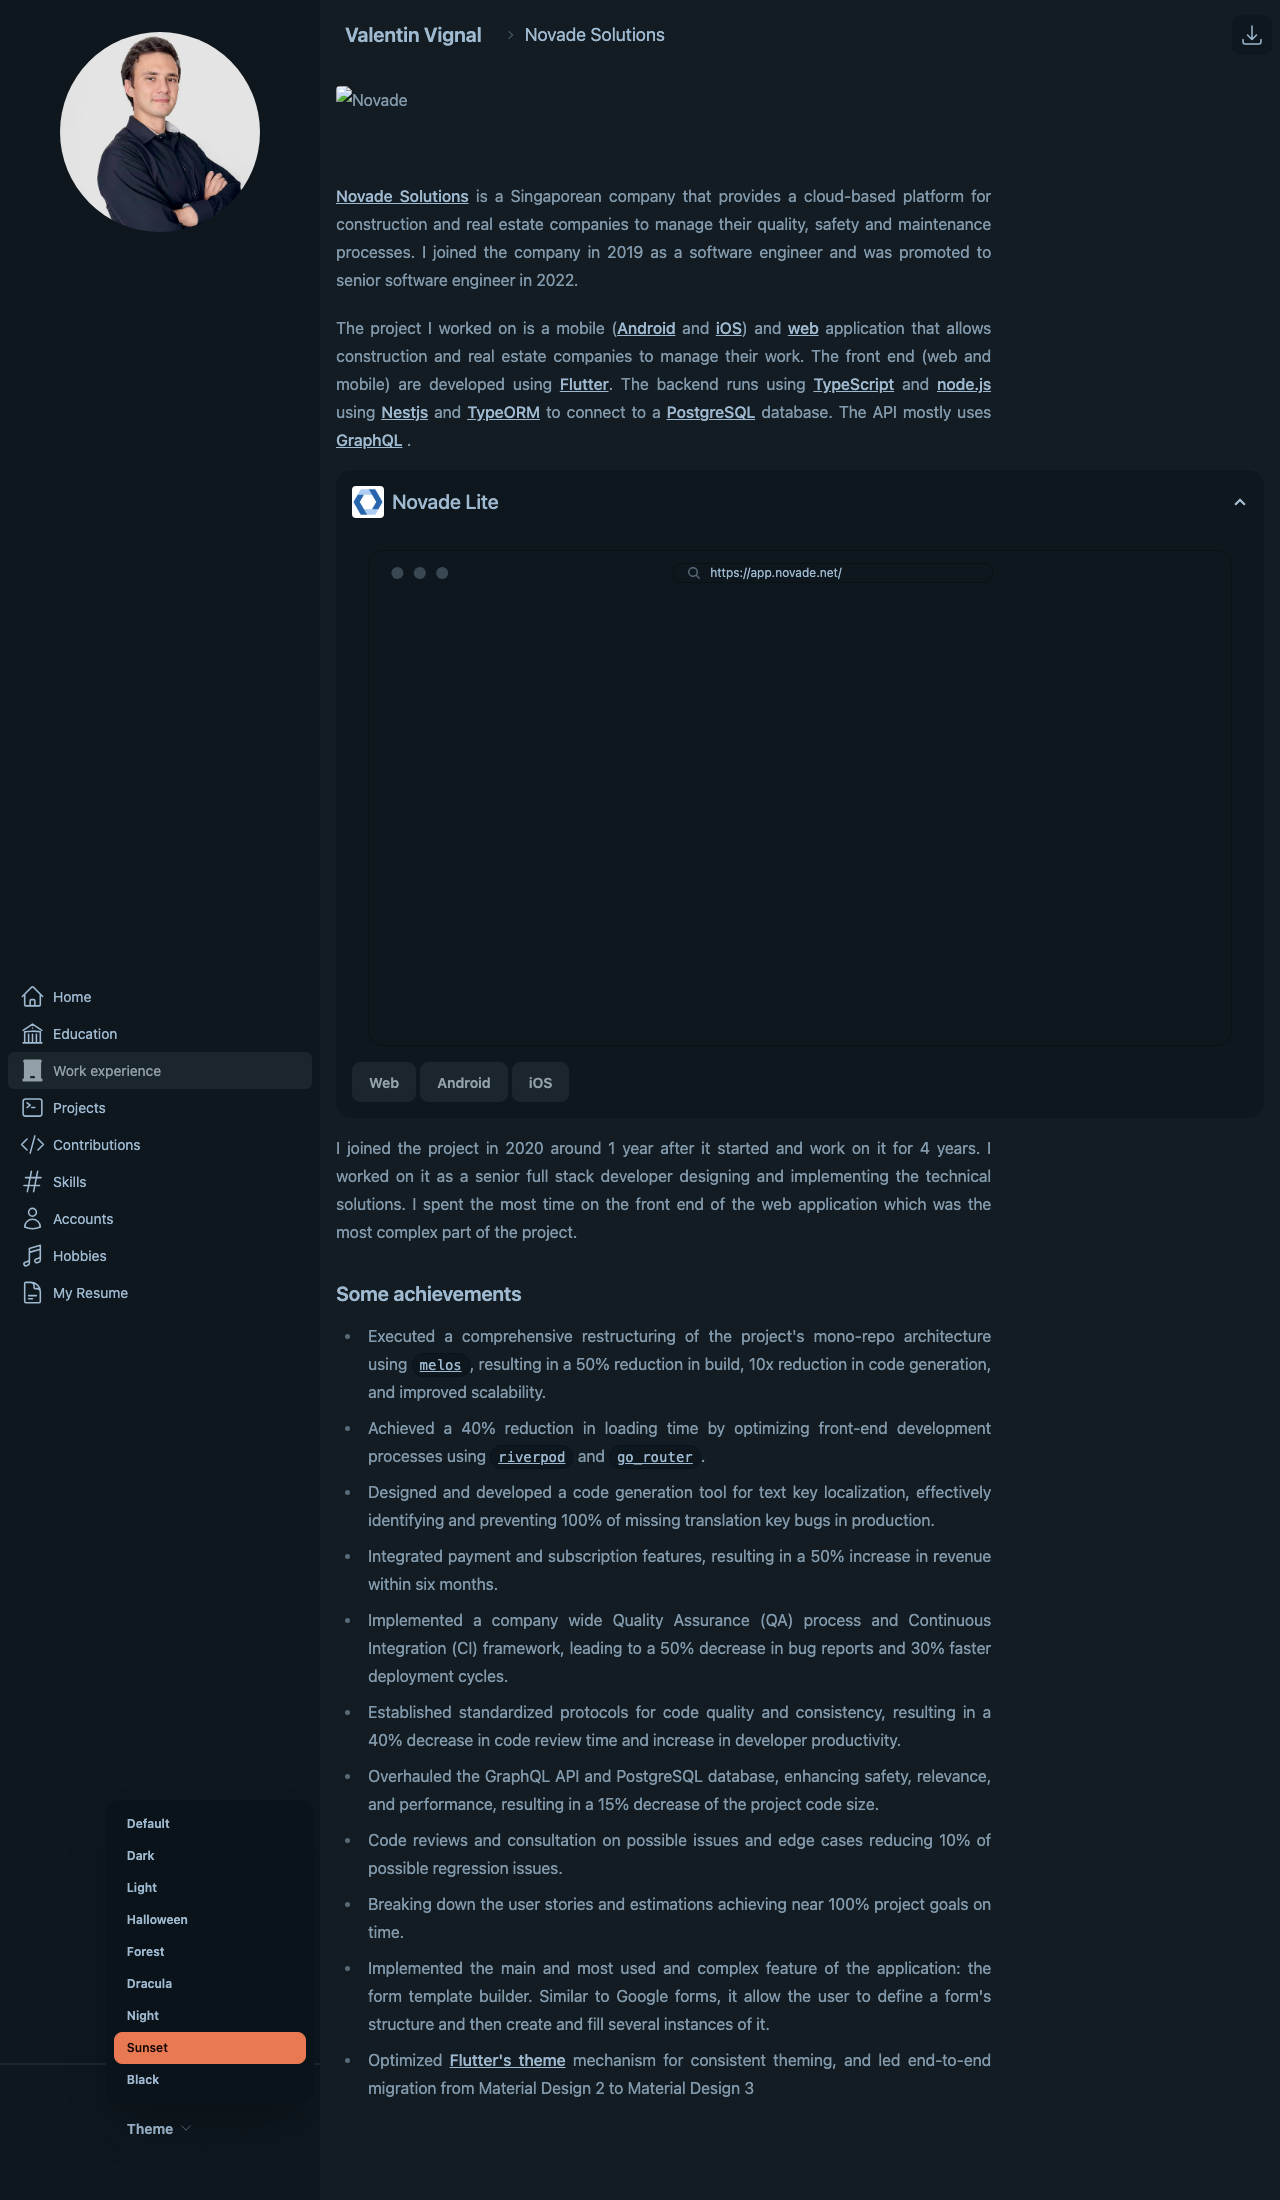 Valentin Vignal
Novade Solutions
Novade
Novade Solutions is a Singaporean company that provides a cloud-based platform for
construction and real estate companies to manage their quality, safety and maintenance
processes. I joined the company in 2019 as a software engineer and was promoted to
senior software engineer in 2022.
The project I worked on is a mobile (Android and iOS) and web application that allows
construction and real estate companies to manage their work. The front end (web and
mobile) are developed using Flutter. The backend runs using TypeScript and node.js
using Nestjs and TypeORM to connect to a PostgreSQL database. The API mostly uses
GraphQL .
Novade Lite
https://app.novade.net/
Web
Android
iOS
I joined the project in 2020 around 1 year after it started and work on it for 4 years. I
worked on it as a senior full stack developer designing and implementing the technical
solutions. I spent the most time on the front end of the web application which was the
most complex part of the project.
Some achievements
• Executed a comprehensive restructuring of the project's mono-repo architecture
using melos , resulting in a 50% reduction in build, 10x reduction in code generation,
and improved scalability.
• Achieved a 40% reduction in loading time by optimizing front-end development
processes using riverpod and go_router .
• Designed and developed a code generation tool for text key localization, effectively
identifying and preventing 100% of missing translation key bugs in production.
• Integrated payment and subscription features, resulting in a 50% increase in revenue
within six months.
• Implemented a company wide Quality Assurance (QA) process and Continuous
Integration (CI) framework, leading to a 50% decrease in bug reports and 30% faster
deployment cycles.
• Established standardized protocols for code quality and consistency, resulting in a
40% decrease in code review time and increase in developer productivity.
• Overhauled the GraphQL API and PostgreSQL database, enhancing safety, relevance,
and performance, resulting in a 15% decrease of the project code size.
• Code reviews and consultation on possible issues and edge cases reducing 10% of
possible regression issues.
• Breaking down the user stories and estimations achieving near 100% project goals on
time.
• Implemented the main and most used and complex feature of the application: the
form template builder. Similar to Google forms, it allow the user to define a form's
structure and then create and fill several instances of it.
• Optimized Flutter's theme mechanism for consistent theming, and led end-to-end
migration from Material Design 2 to Material Design 3
Home
Education
Work experience
Projects
Contributions
Skills
Accounts
Hobbies
My Resume
Default
Dark
Light
Halloween
Forest
Dracula
Night
Sunset
Black
Theme